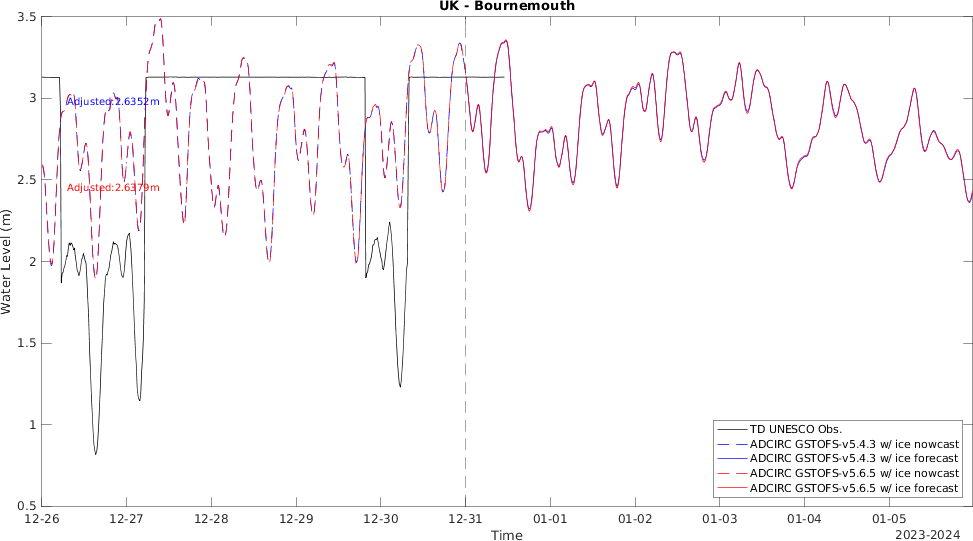 UK - Bournemouth
3.5
3
2.5
2
1.5
1
0.5
Water Level (m)
Adjusted:2.6352m
Adjusted:2.6379m
TD UNESCO Obs.
ADCIRC GSTOFS-v5.4.3 w/ ice nowcast
ADCIRC GSTOFS-v5.4.3 w/ ice forecast
ADCIRC GSTOFS-v5.6.5 w/ ice nowcast
ADCIRC GSTOFS-v5.6.5 w/ ice forecast
12-26 12-27 12-28 12-29 12-30 12-31 01-01 01-02 01-03 01-04 01-05
Time
2023-2024